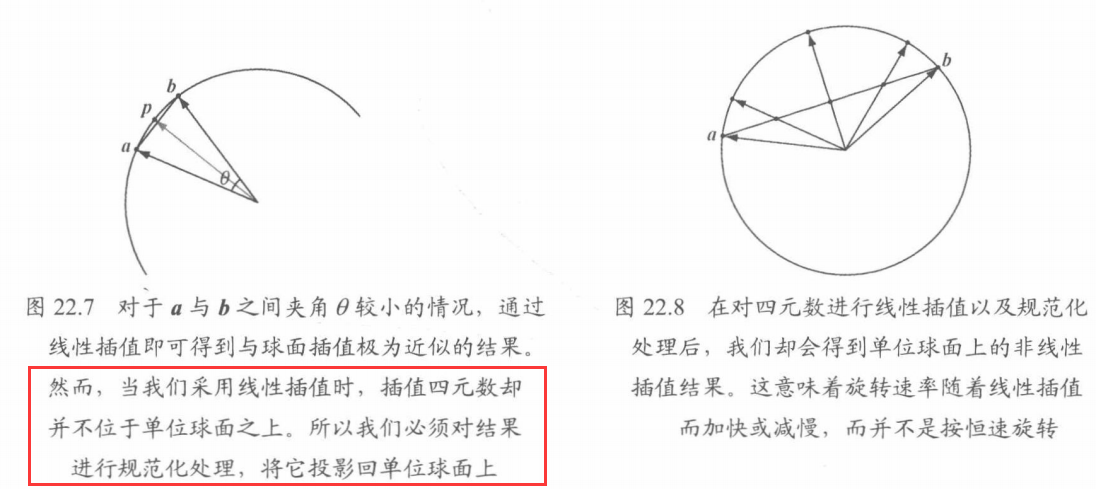 b
p
a
θ
图 22.7 对于 a 与 b 之间夹角 θ 较小的情况，通过
线性插值即可得到与球面插值极为近似的结果。
然而，当我们采用线性插值时，插值四元数却
并不位于单位球面之上。所以我们必须对结果
进行规范化处理，将它投影回单位球面上
b
a
图 22.8 在对四元数进行线性插值以及规范化
处理后，我们却会得到单位球面上的非线性
插值结果。这意味着旋转速率随着线性插值
而加快或减慢，而并不是按恒速旋转